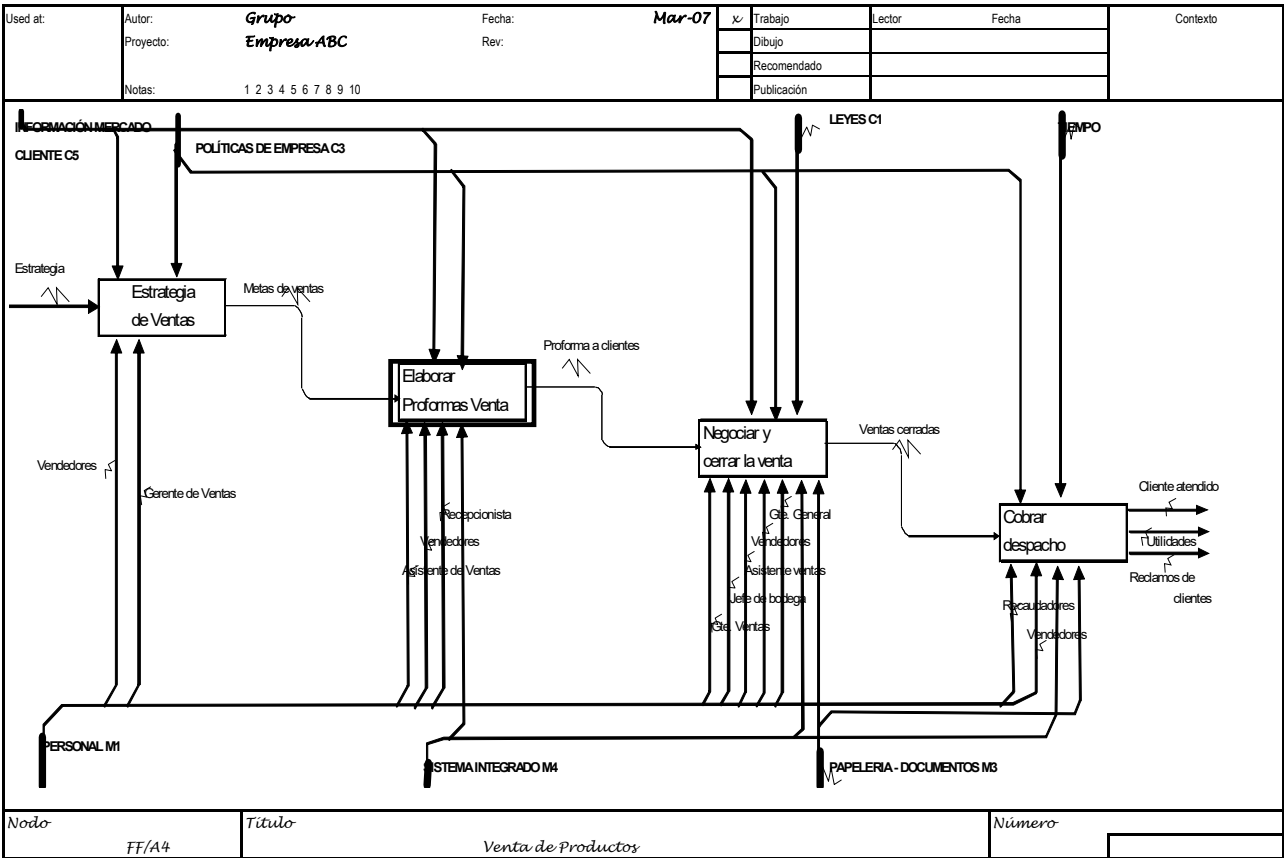 Used at:
Autor:
Grupo
Fecha:
Mar-07
x
Trabajo
Lector
Fecha
Contexto
Proyecto:
Empresa ABC
Rev:
Dibujo
Recomendado
Notas:
1 2 3 4 5 6 7 8 9 10
Publicación
INFORMACIÓN MERCADO
CLIENTE C5
POLÍTICAS DE EMPRESA C3
LEYES C1
TIEMPO
Estrategia
Estrategia
de Ventas
Metas de ventas
Elaborar
Proformas Venta
Proforma a clientes
Negociar y
cerrar la venta
Ventas cerradas
Cobrar
despacho
Cliente atendido
Utilidades
Reclamos de
clientes
Vendedores
Gerente de Ventas
Recepcionista
Vendedores
Asistente de Ventas
Gte. General
Vendedores
Asistente ventas
Jefe de bodega
Gte. Ventas
Recaudadores
Vendedores
PERSONAL M1
SISTEMA INTEGRADO M4
PAPELERIA - DOCUMENTOS M3
Nodo
FF/A4
Título
Venta de Productos
Número